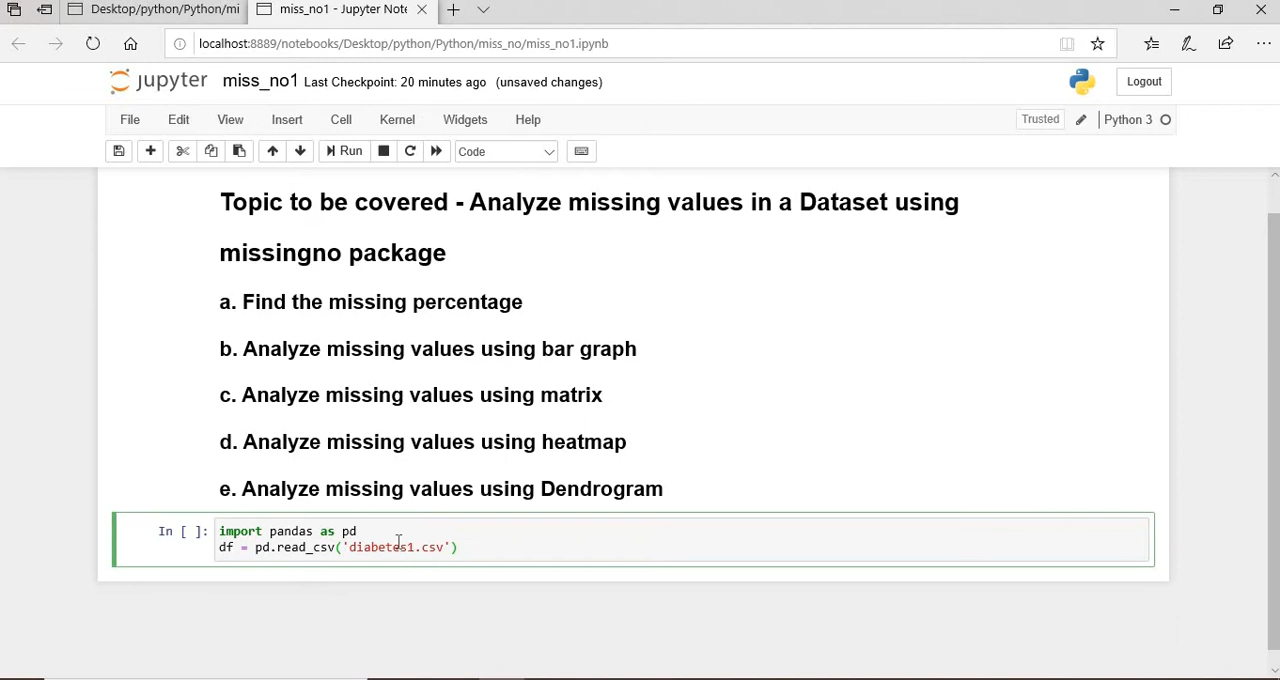 Desktop/python/Python/mi
miss_no1 - Jupyter Note
localhost:8889/notebooks/Desktop/python/Python/miss_no/miss_no1.ipynb
jupyter miss_no1 Last Checkpoint: 20 minutes ago (unsaved changes) Logout
File Edit View Insert Cell Kernel Widgets Help Trusted Python 3
Run Code
Topic to be covered - Analyze missing values in a Dataset using
missingno package
a. Find the missing percentage
b. Analyze missing values using bar graph
c. Analyze missing values using matrix
d. Analyze missing values using heatmap
e. Analyze missing values using Dendrogram
In [ ]: import pandas as pd
df = pd.read_csv('diabetes1.csv')